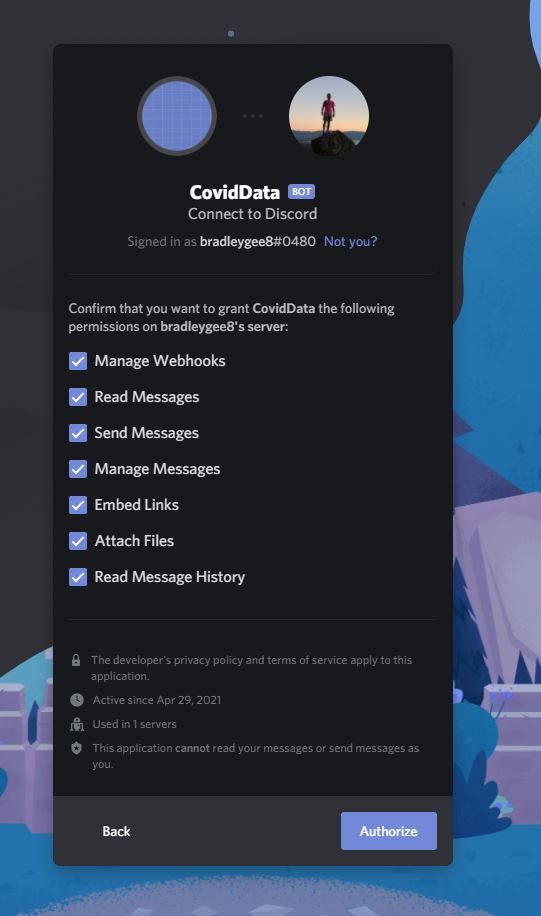 CovidData BOT
Connect to Discord
Signed in as bradleygee8#0480 Not you?
Confirm that you want to grant CovidData the following
permissions on bradleygee8's server:
Manage Webhooks
Read Messages
Send Messages
Manage Messages
Embed Links
Attach Files
Read Message History
The developer's privacy policy and terms of service apply to this
application.
Active since Apr 29, 2021
Used in 1 servers
This application cannot read your messages or send messages as
you.
Back
Authorize